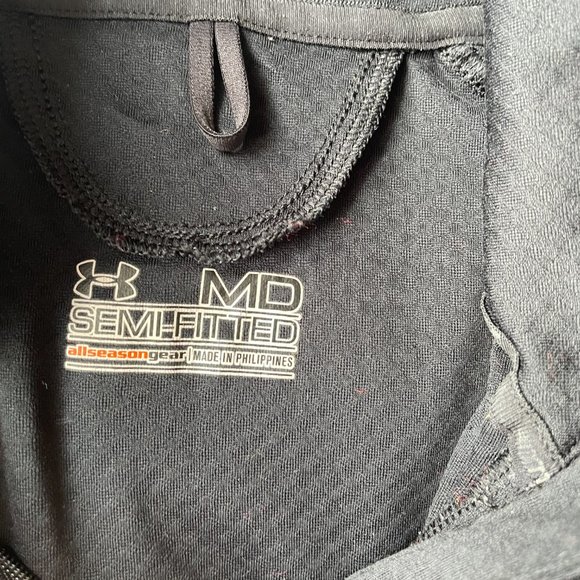 MD
SEMI-FITTED
allseasongear | MADE IN PHILIPPINES